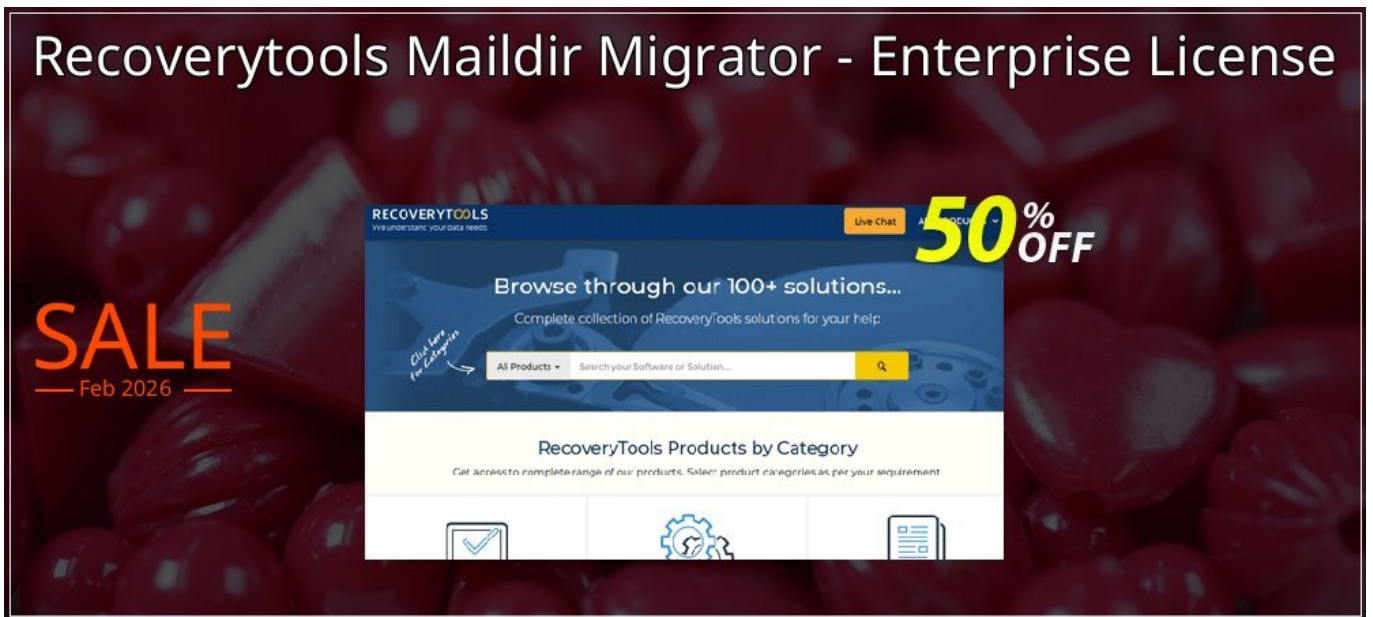 Recoverytools Maildir Migrator - Enterprise License
RECOVERYTOOLS
We understand your data needs
Live Chat
50% OFF
Browse through our 100+ solutions...
Complete collection of RecoveryTools solutions for your help
Click here
for Categories
All Products
Search your Software or Solution...
SALE
Feb 2026
RecoveryTools Products by Category
Get access to complete range of our products. Select product categories as per your requirement